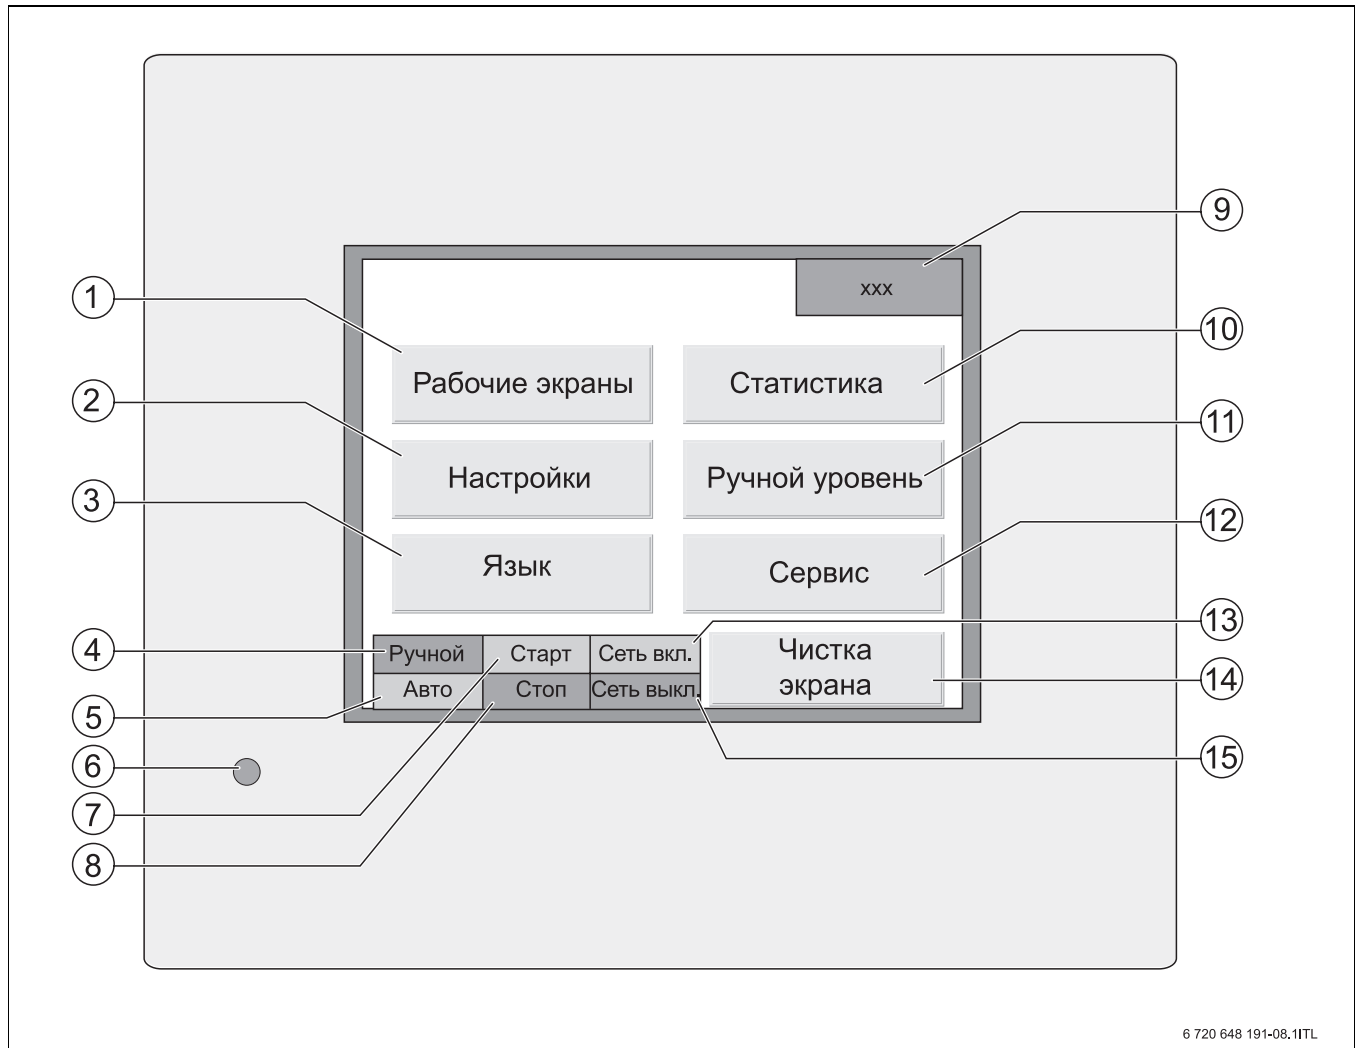 9
xxx
1
10
Рабочие экраны
Статистика
2
11
Настройки
Ручной уровень
3
12
Язык
Сервис
13
4
Ручной
Старт
Сеть вкл.
Чистка
экрана
14
5
Авто
Стоп
Сеть выкл.
6
15
7
8
6 720 648 191-08.1ITL